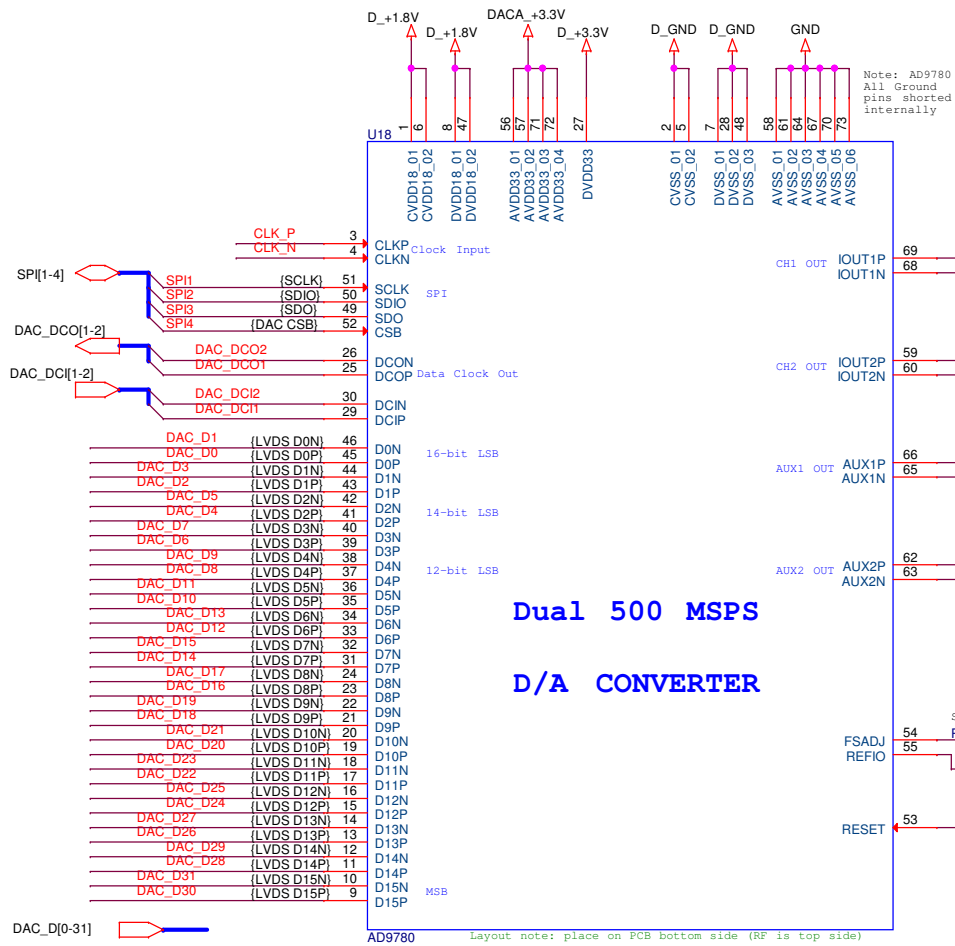 D_+1.8V
D_+1.8V
DACA_+3.3V
D_+3.3V
D_GND
D_GND
GND
Note: AD9780
All Ground
pins shorted
internally
U18
1
6
8
47
56
57
71
72
27
2
5
7
28
48
58
61
64
67
70
73
CVDD18_01
CVDD18_02
DVDD18_01
DVDD18_02
AVDD33_01
AVDD33_02
AVDD33_03
AVDD33_04
DVDD33
CVSS_01
CVSS_02
DVSS_01
DVSS_02
DVSS_03
AVSS_01
AVSS_02
AVSS_03
AVSS_04
AVSS_05
AVSS_06
CLK_P 3 CLKP
CLK_N 4 CLKN
Clock Input
SPI[1-4]
SPI1 {SCLK} 51 SCLK
SPI2 {SDIO} 50 SDIO
SPI3 {SDO} 49 SDO
SPI4 {DAC CSB} 52 CSB
SPI
DAC_DCO[1-2]
DAC_DCO2 26 DCON
DAC_DCO1 25 DCOP
Data Clock Out
DAC_DCI[1-2]
DAC_DCI2 30 DCIN
DAC_DCI1 29 DCIP
DAC_D1 {LVDS D0N} 46 D0N
16-bit LSB
DAC_D0 {LVDS D0P} 45 D0P
DAC_D3 {LVDS D1N} 44 D1N
DAC_D2 {LVDS D1P} 43 D1P
DAC_D5 {LVDS D2N} 42 D2N
14-bit LSB
DAC_D4 {LVDS D2P} 41 D2P
DAC_D7 {LVDS D3N} 40 D3N
DAC_D6 {LVDS D3P} 39 D3P
DAC_D9 {LVDS D4N} 38 D4N
12-bit LSB
DAC_D8 {LVDS D4P} 37 D4P
DAC_D11 {LVDS D5N} 36 D5N
DAC_D10 {LVDS D5P} 35 D5P
DAC_D13 {LVDS D6N} 34 D6N
DAC_D12 {LVDS D6P} 33 D6P
DAC_D15 {LVDS D7N} 32 D7N
DAC_D14 {LVDS D7P} 31 D7P
DAC_D17 {LVDS D8N} 24 D8N
DAC_D16 {LVDS D8P} 23 D8P
DAC_D19 {LVDS D9N} 22 D9N
DAC_D18 {LVDS D9P} 21 D9P
DAC_D21 {LVDS D10N} 20 D10N
DAC_D20 {LVDS D10P} 19 D10P
DAC_D23 {LVDS D11N} 18 D11N
DAC_D22 {LVDS D11P} 17 D11P
DAC_D25 {LVDS D12N} 16 D12N
DAC_D24 {LVDS D12P} 15 D12P
DAC_D27 {LVDS D13N} 14 D13N
DAC_D26 {LVDS D13P} 13 D13P
DAC_D29 {LVDS D14N} 12 D14N
DAC_D28 {LVDS D14P} 11 D14P
DAC_D31 {LVDS D15N} 10 D15N
MSB
DAC_D30 {LVDS D15P} 9 D15P
DAC_D[0-31]
CH1 OUT
IOUT1P 69
IOUT1N 68
CH2 OUT
IOUT2P 59
IOUT2N 60
AUX1 OUT
AUX1P 66
AUX1N 65
AUX2 OUT
AUX2P 62
AUX2N 63
Dual 500 MSPS
D/A CONVERTER
FSADJ 54
REFIO 55
RESET 53
AD9780
Layout note: place on PCB bottom side (RF is top side)